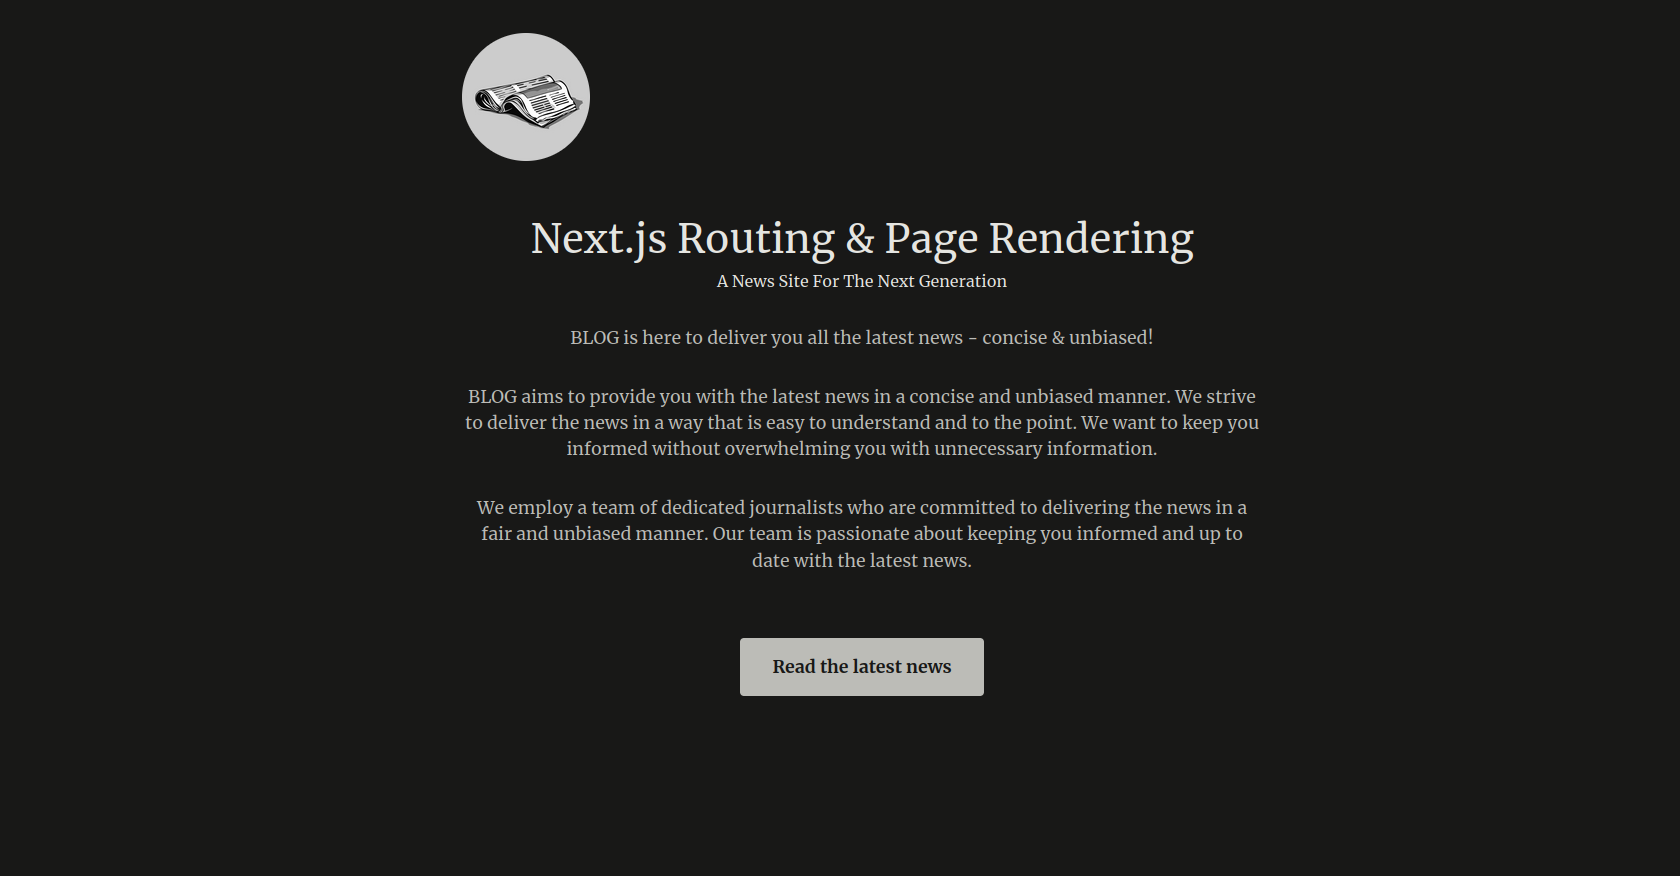 Next.js Routing & Page Rendering
A News Site For The Next Generation
BLOG is here to deliver you all the latest news - concise & unbiased!
BLOG aims to provide you with the latest news in a concise and unbiased manner. We strive
to deliver the news in a way that is easy to understand and to the point. We want to keep you
informed without overwhelming you with unnecessary information.
We employ a team of dedicated journalists who are committed to delivering the news in a
fair and unbiased manner. Our team is passionate about keeping you informed and up to
date with the latest news.
Read the latest news